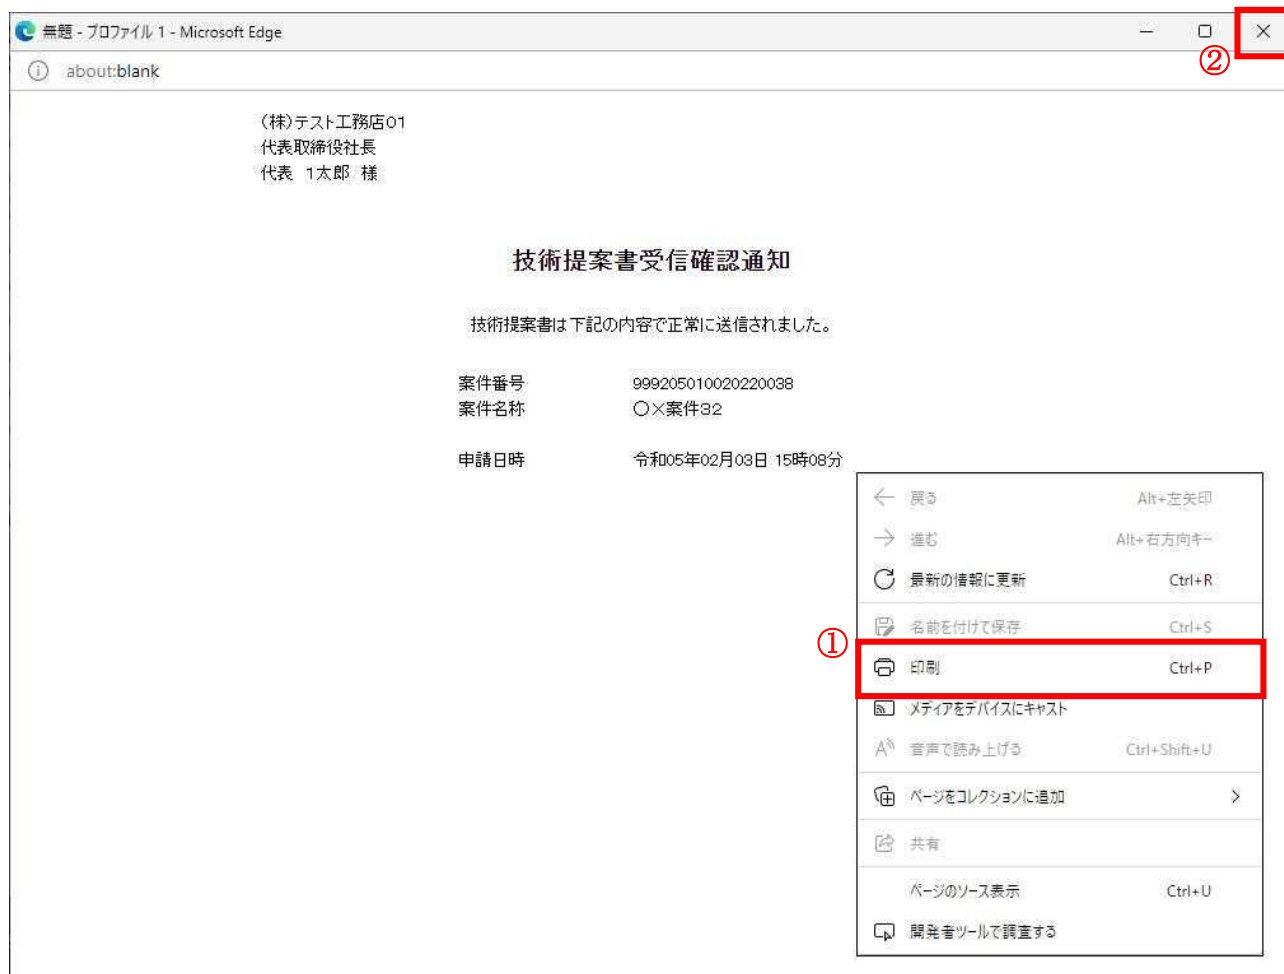 無題 - プロファイル 1 - Microsoft Edge
②
about:blank
(株)テスト工務店01
代表取締役社長
代表 1太郎 様
技術提案書受信確認通知
技術提案書は下記の内容で正常に送信されました。
案件番号 999205010020220038
案件名称 〇×案件32
申請日時 令和05年02月03日 15時08分
戻る Alt+左矢印
進む Alt+右方向キー
最新の情報に更新 Ctrl+R
名前を付けて保存 Ctrl+S
①
印刷 Ctrl+P
メディアをデバイスにキャスト
音声で読み上げる Ctrl+Shift+U
ページをコレクションに追加
共有
ページのソース表示 Ctrl+U
開発者ツールで調査する